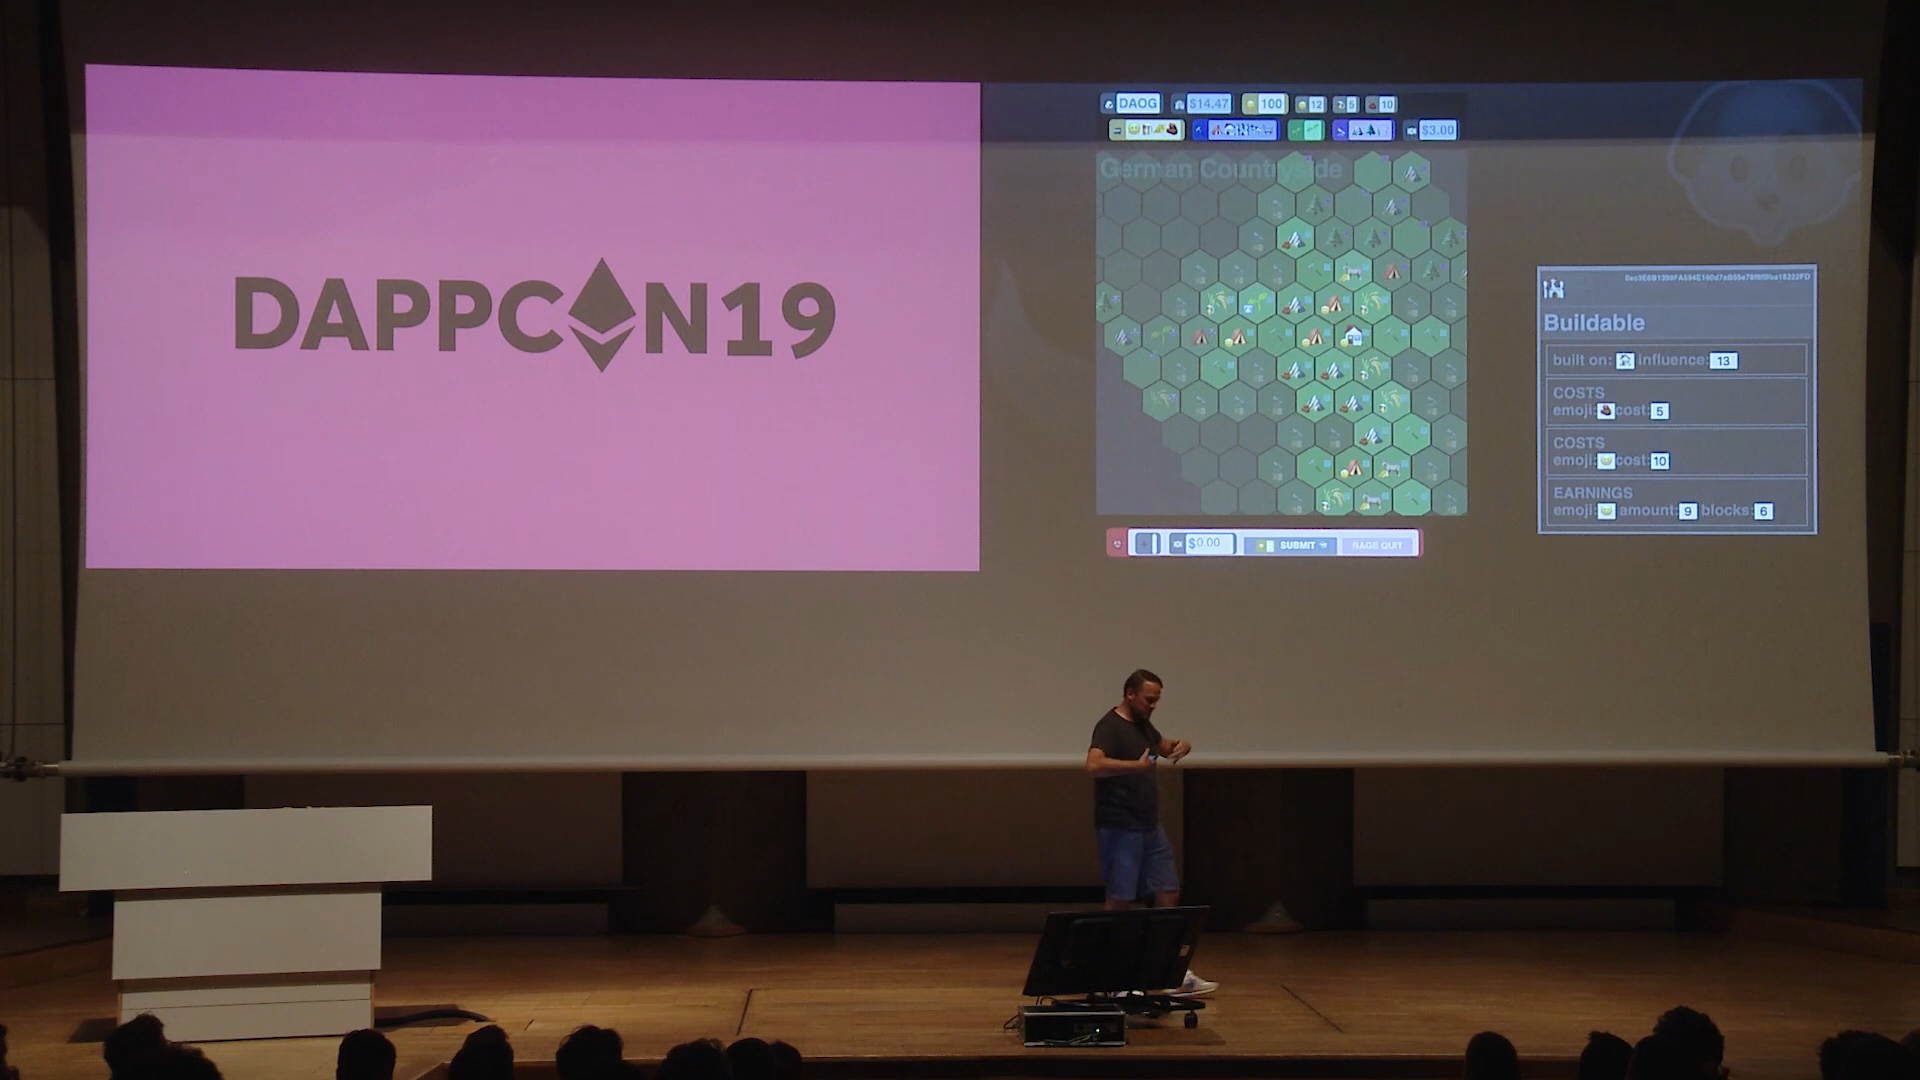 DAPPCON19
DAOG $14.47 100 12 5 10
$3.00
German Countryside
$0.00 SUBMIT RAGE QUIT
Buildable
built on: influence: 13
COSTS
emoji: cost: 5
COSTS
emoji: cost: 10
EARNINGS
emoji: amount: 9 blocks: 6